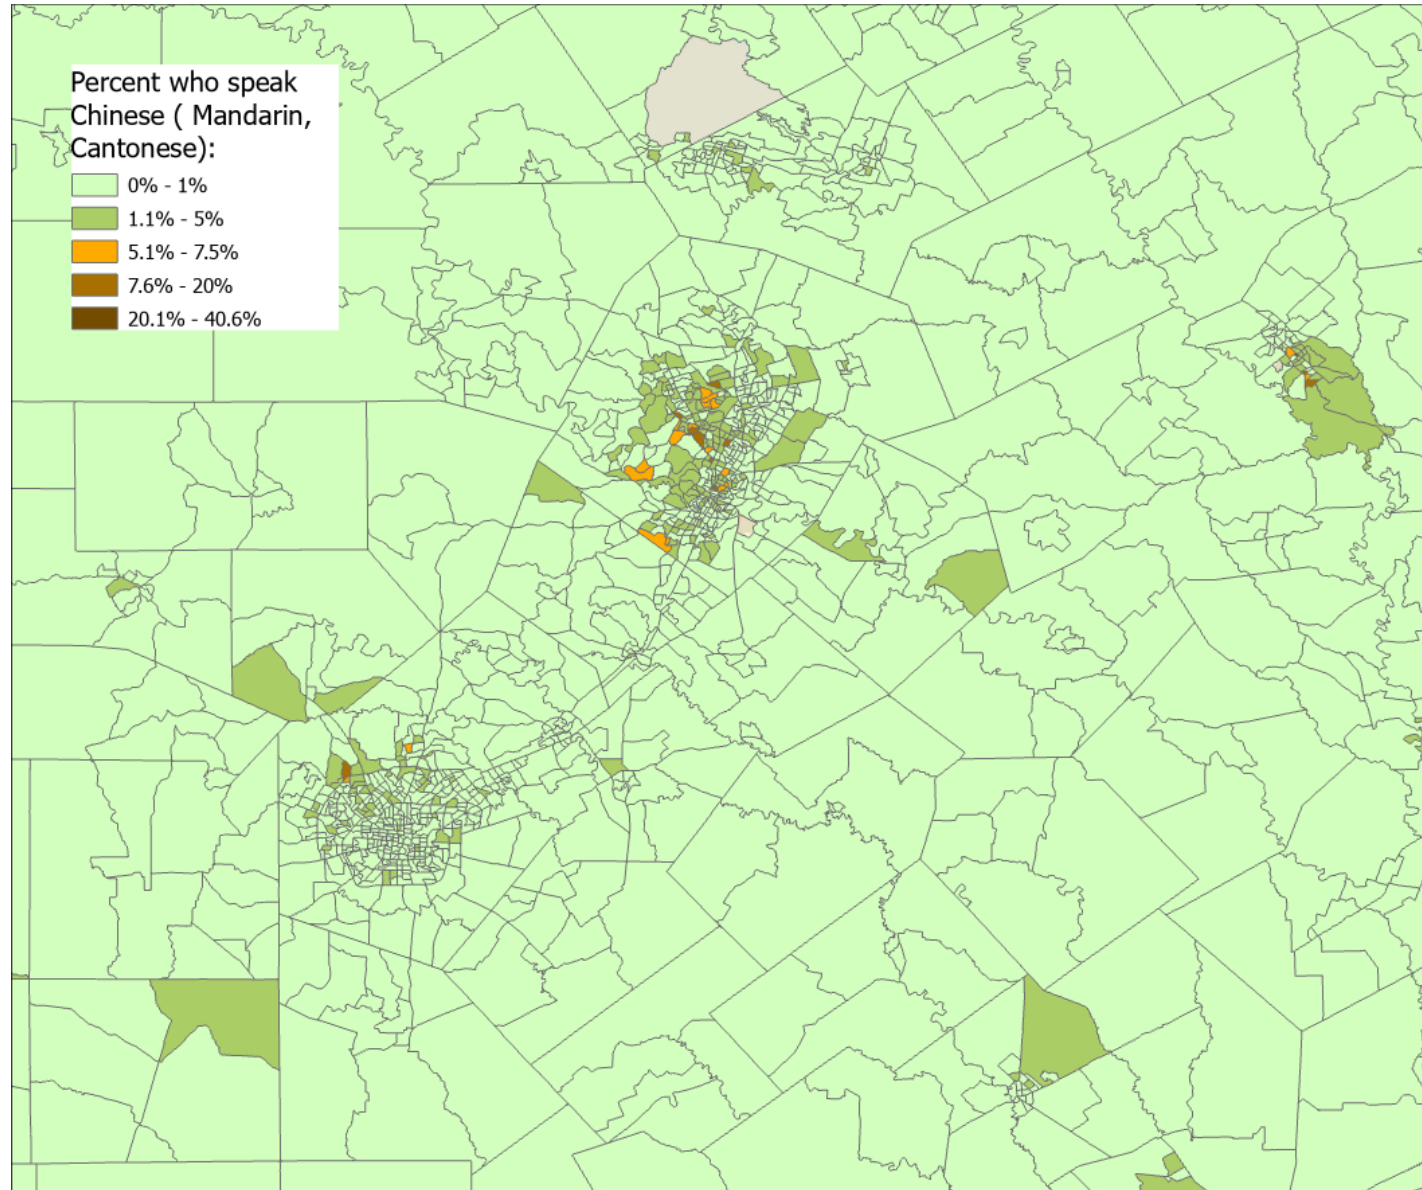 Percent who speak
Chinese ( Mandarin,
Cantonese):
0% - 1%
1.1% - 5%
5.1% - 7.5%
7.6% - 20%
20.1% - 40.6%